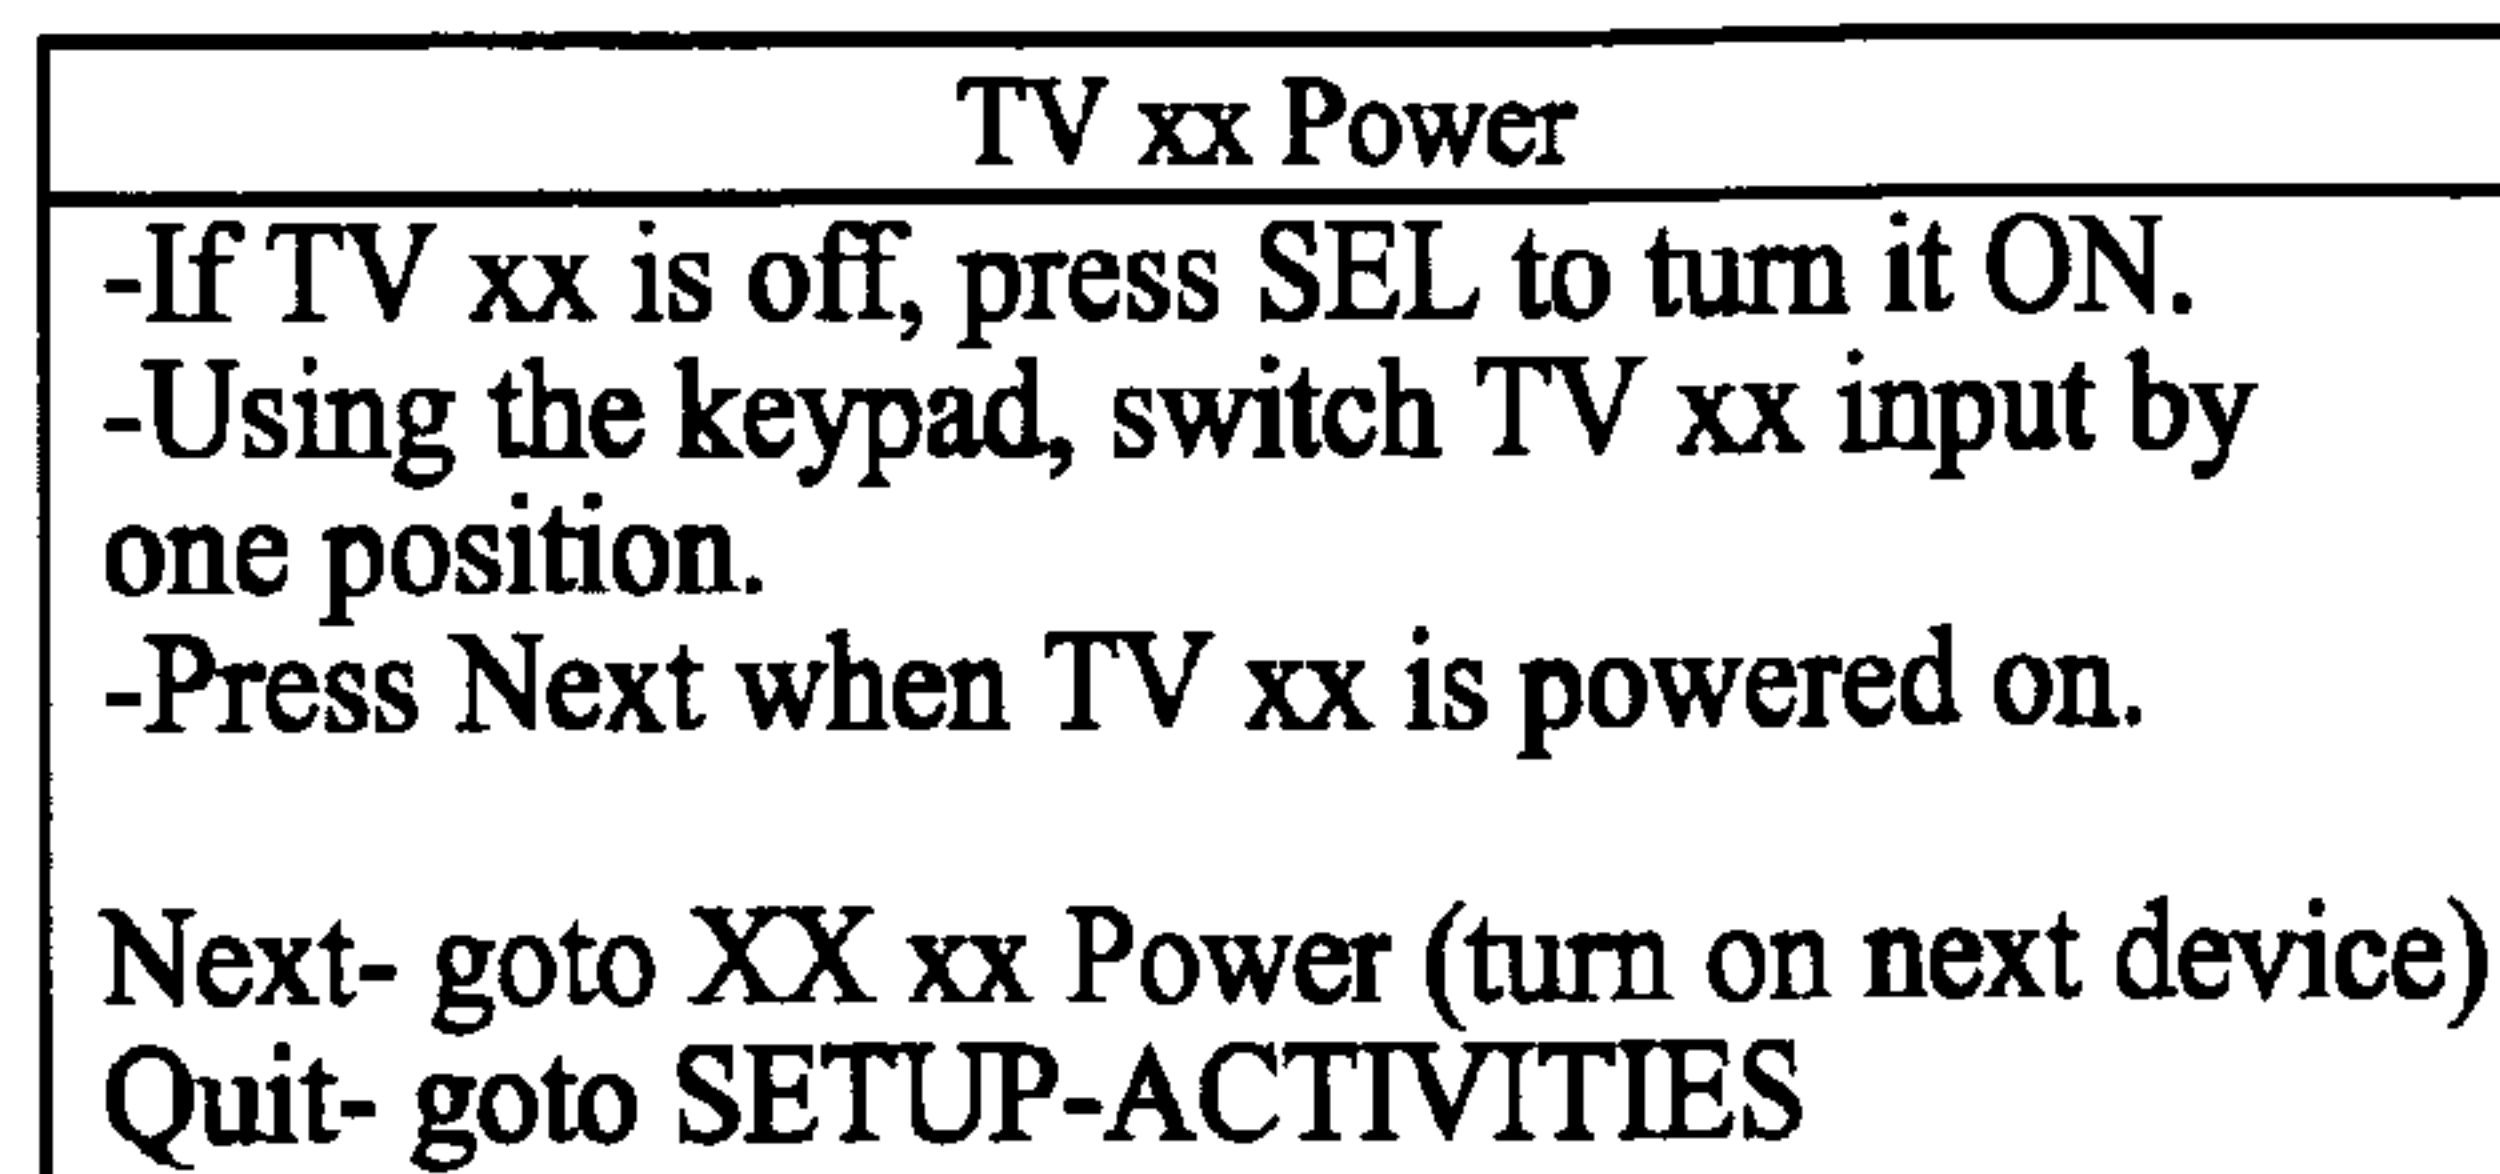 TV xx Power
-If TV xx is off, press SEL to turn it ON.
-Using the keypad, switch TV xx input by
one position.
-Press Next when TV xx is powered on.
Next- goto XX xx Power (turn on next device)
Quit- goto SETUP-ACTIVITIES